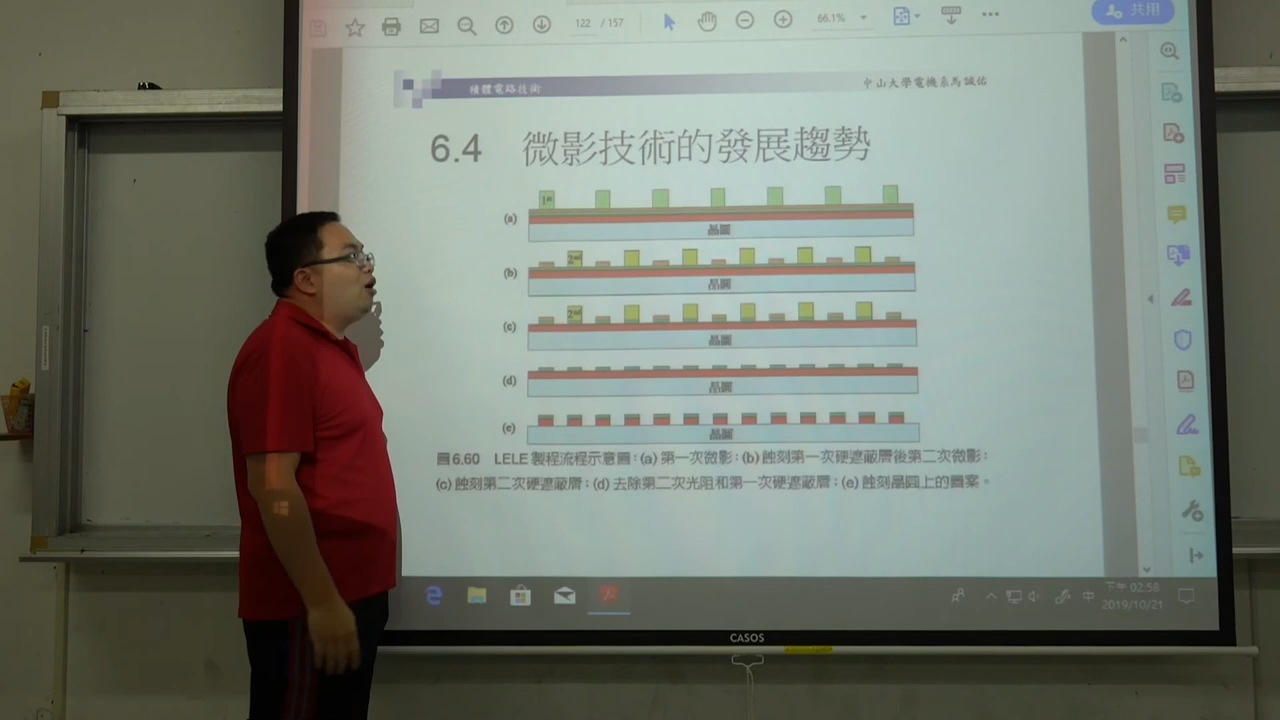 122 / 157
66.1%
共用
積體電路技術
中山大學電機系馬誠佑
6.4 微影技術的發展趨勢
1st
(a)
晶圓
2nd
(b)
晶圓
2nd
(c)
晶圓
(d)
晶圓
(e)
晶圓
圖6.60 LELE 製程流程示意圖：(a) 第一次微影；(b) 蝕刻第一次硬遮蔽層後第二次微影；
(c) 蝕刻第二次硬遮蔽層；(d) 去除第二次光阻和第一次硬遮蔽層；(e) 蝕刻晶圓上的圖案。
中
下午 02:58
2019/10/21
CASOS